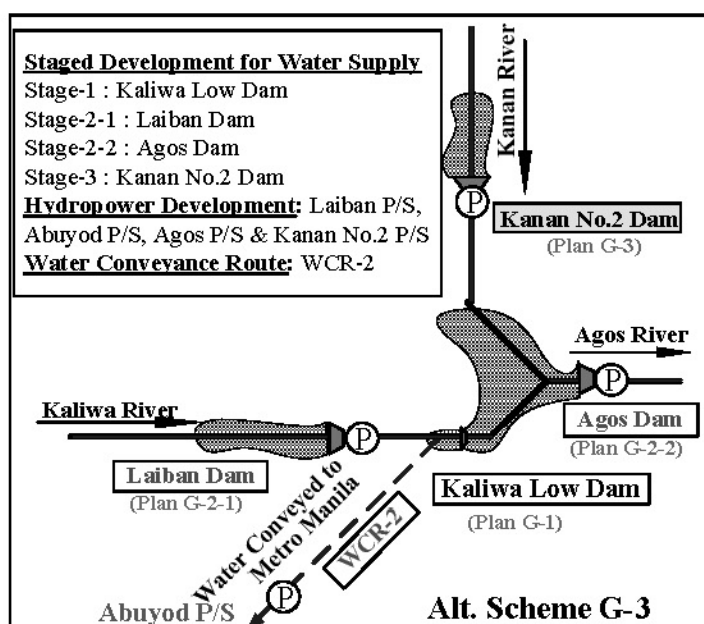 Staged Development for Water Supply
Stage-1 : Kaliwa Low Dam
Stage-2-1 : Laiban Dam
Stage-2-2 : Agos Dam
Stage-3 : Kanan No.2 Dam
Hydropower Development: Laiban P/S,
Abuyod P/S, Agos P/S & Kanan No.2 P/S
Water Conveyance Route: WCR-2
Kanan River
P
Kanan No.2 Dam
(Plan G-3)
Agos River
P
Agos Dam
(Plan G-2-2)
Kaliwa River
P
Laiban Dam
(Plan G-2-1)
Kaliwa Low Dam
(Plan G-1)
Water Conveyed to
Metro Manila
WCR-2
P
Abuyod P/S
Alt. Scheme G-3